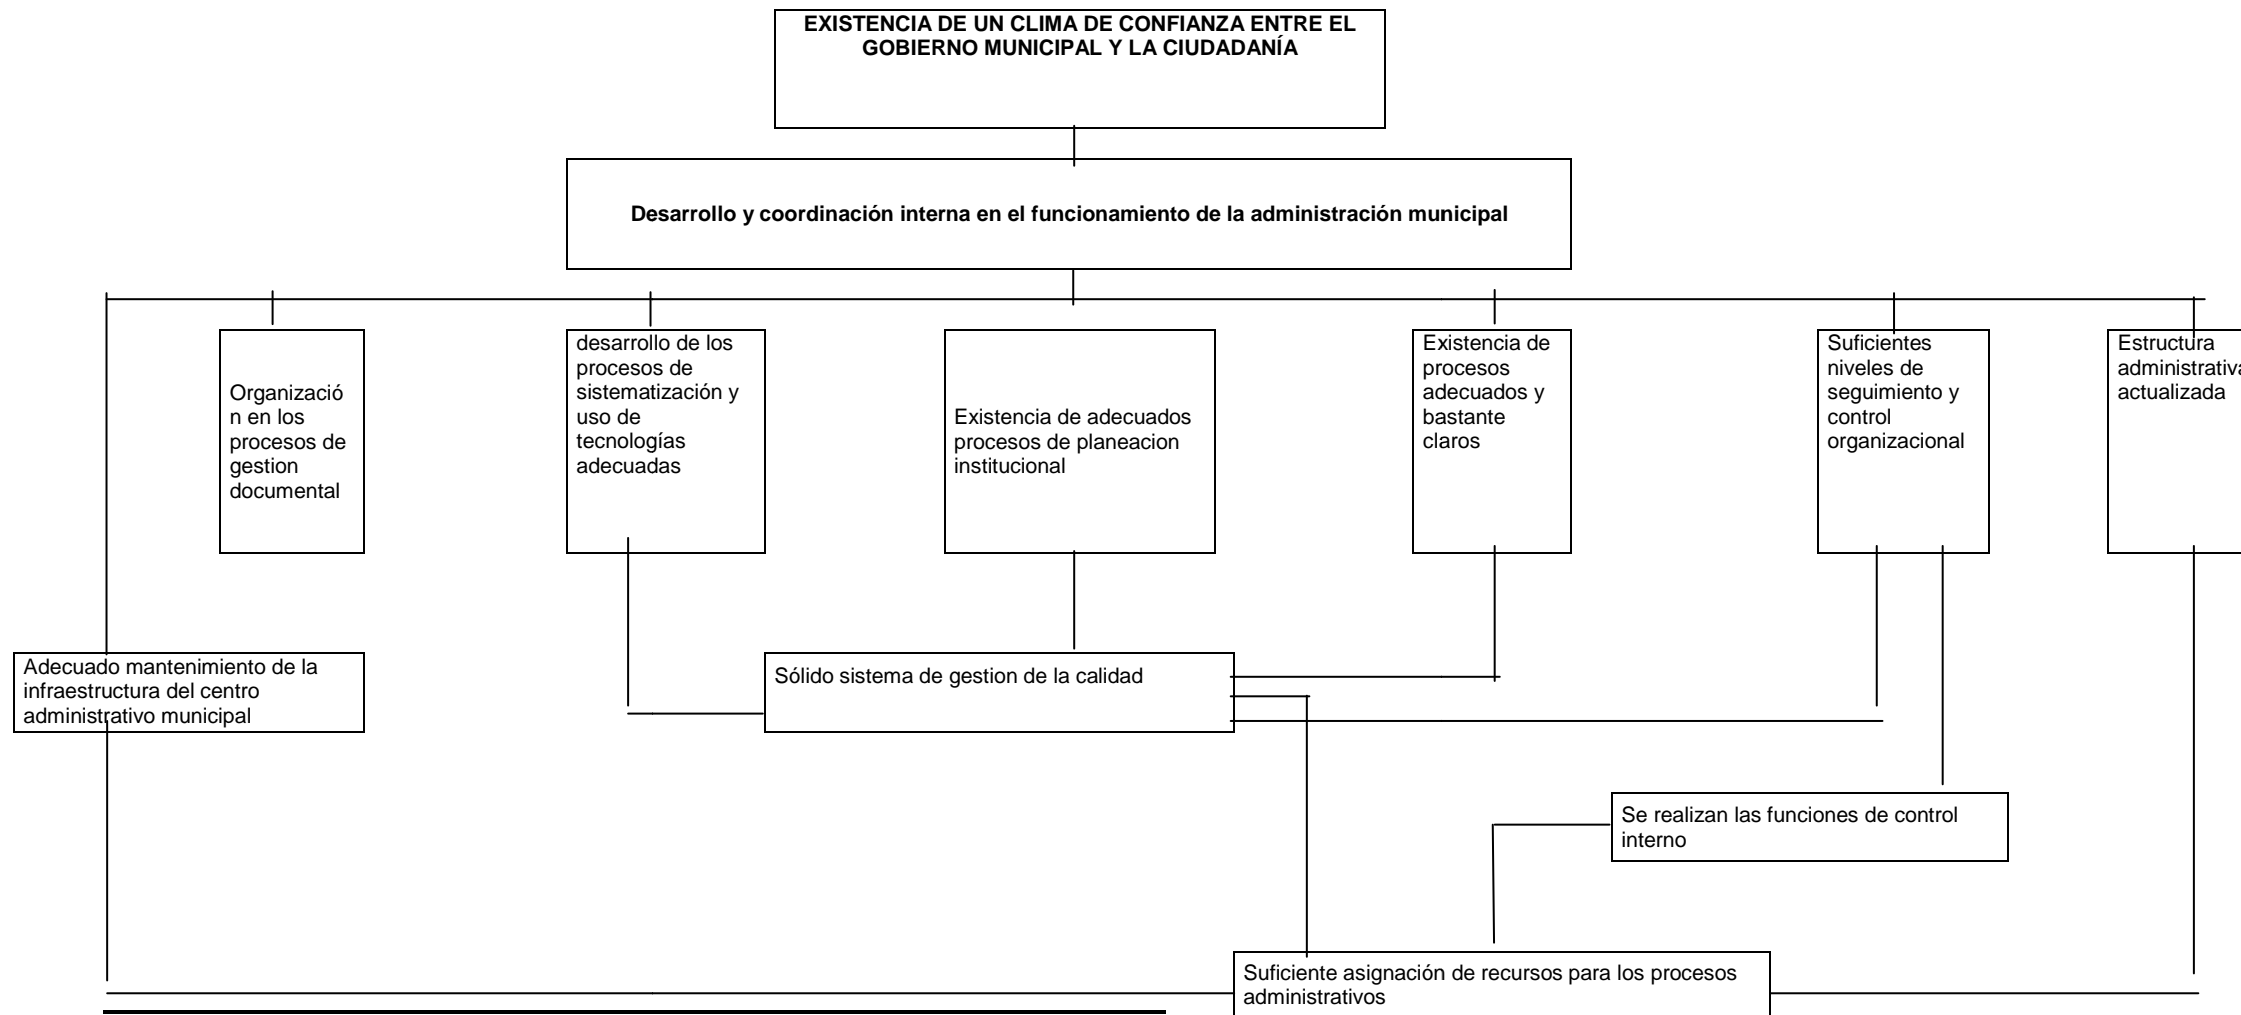 EXISTENCIA DE UN CLIMA DE CONFIANZA ENTRE EL
GOBIERNO MUNICIPAL Y LA CIUDADANÍA
Desarrollo y coordinación interna en el funcionamiento de la administración municipal
Organizació
n en los
procesos de
gestion
documental
desarrollo de los
procesos de
sistematización y
uso de
tecnologías
adecuadas
Existencia de adecuados
procesos de planeacion
institucional
Existencia de
procesos
adecuados y
bastante
claros
Suficientes
niveles de
seguimiento y
control
organizacional
Estructura
administrativa
actualizada
Adecuado mantenimiento de la
infraestructura del centro
administrativo municipal
Sólido sistema de gestion de la calidad
Se realizan las funciones de control
interno
Suficiente asignación de recursos para los procesos
administrativos